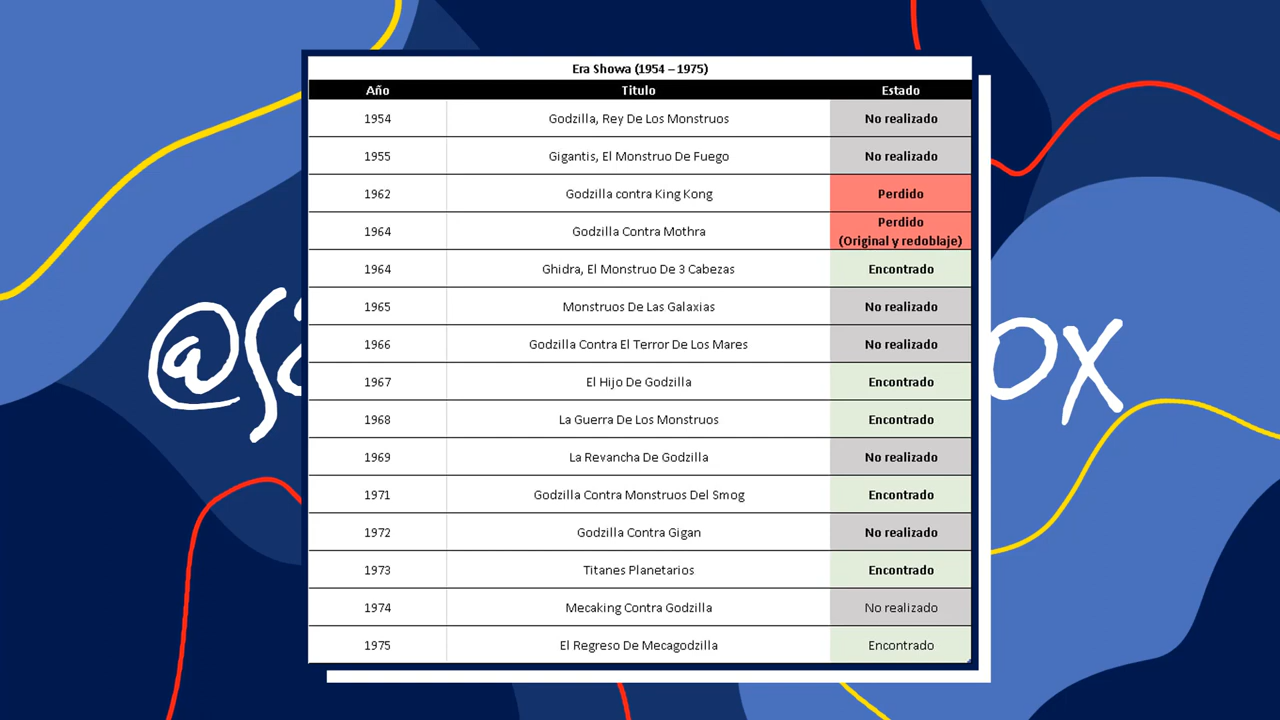 Era Showa (1954 – 1975)
Año Titulo Estado
1954 Godzilla, Rey De Los Monstruos No realizado
1955 Gigantis, El Monstruo De Fuego No realizado
1962 Godzilla contra King Kong Perdido
1964 Godzilla Contra Mothra Perdido
(Original y redoblaje)
1964 Ghidra, El Monstruo De 3 Cabezas Encontrado
1965 Monstruos De Las Galaxias No realizado
1966 Godzilla Contra El Terror De Los Mares No realizado
1967 El Hijo De Godzilla Encontrado
1968 La Guerra De Los Monstruos Encontrado
1969 La Revancha De Godzilla No realizado
1971 Godzilla Contra Monstruos Del Smog Encontrado
1972 Godzilla Contra Gigan No realizado
1973 Titanes Planetarios Encontrado
1974 Mecaking Contra Godzilla No realizado
1975 El Regreso De Mecagodzilla Encontrado